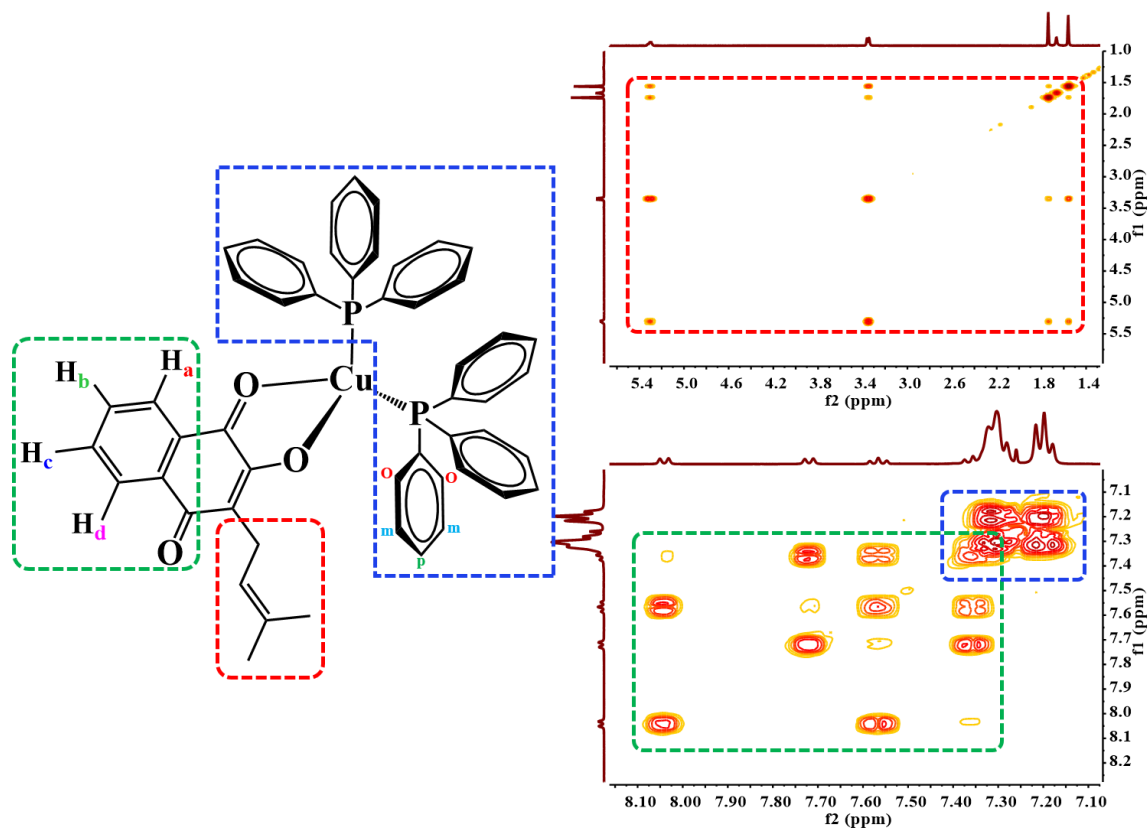 1.0
1.5
2.0
2.5
3.0
3.5
4.0
4.5
5.0
5.5
f1 (ppm)
5.4 5.0 4.6 4.2 3.8 3.4 3.0 2.6 2.2 1.8 1.4
f2 (ppm)
P
Ha
Hb
O
Cu
P
Hc
O
Hd
O
o
o
m
m
p
7.1
7.2
7.3
7.4
7.5
7.6
7.7
7.8
7.9
8.0
8.1
8.2
f1 (ppm)
8.10 8.00 7.90 7.80 7.70 7.60 7.50 7.40 7.30 7.20 7.10
f2 (ppm)